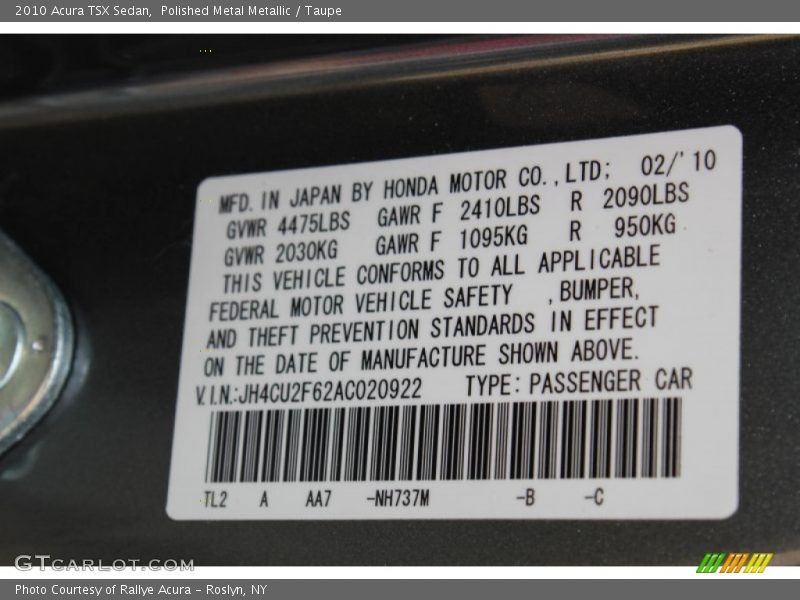 2010 Acura TSX Sedan, Polished Metal Metallic / Taupe
MFD. IN JAPAN BY HONDA MOTOR CO.,LTD; 02/'10
GVWR 4475LBS GAWR F 2410LBS R 2090LBS
GVWR 2030KG GAWR F 1095KG R 950KG
THIS VEHICLE CONFORMS TO ALL APPLICABLE
FEDERAL MOTOR VEHICLE SAFETY ,BUMPER,
AND THEFT PREVENTION STANDARDS IN EFFECT
ON THE DATE OF MANUFACTURE SHOWN ABOVE.
V.I.N.:JH4CU2F62AC020922 TYPE: PASSENGER CAR
TL2 A AA7 -NH737M -B -C
GTCARLOT.COM
Photo Courtesy of Rallye Acura - Roslyn, NY